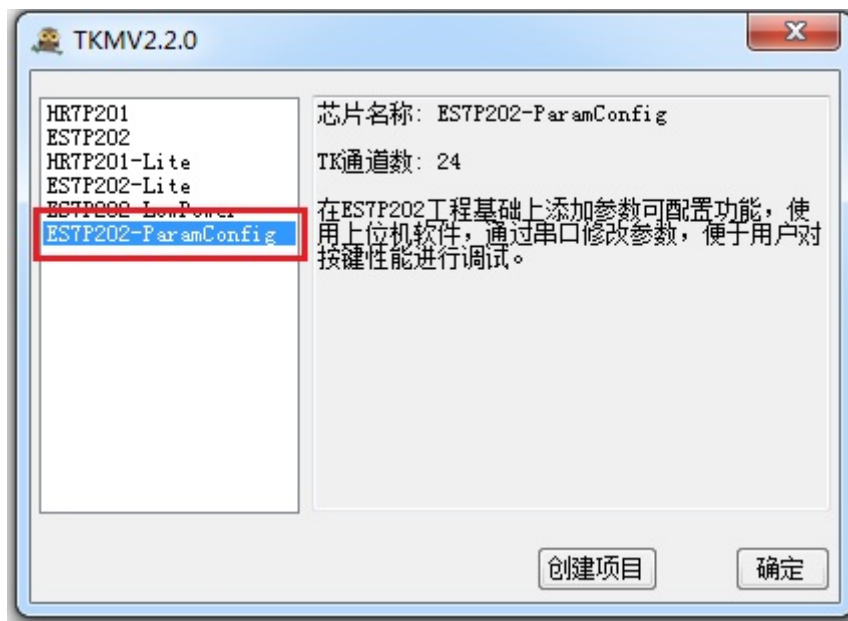 TKMV2.2.0
HR7P201
ES7P202
HR7P201-Lite
ES7P202-Lite
ES7P202-LowPower
ES7P202-ParamConfig
芯片名称: ES7P202-ParamConfig
TK通道数: 24
在ES7P202工程基础上添加参数可配置功能，使
用上位机软件，通过串口修改参数，便于用户对
按键性能进行调试。
创建项目
确定